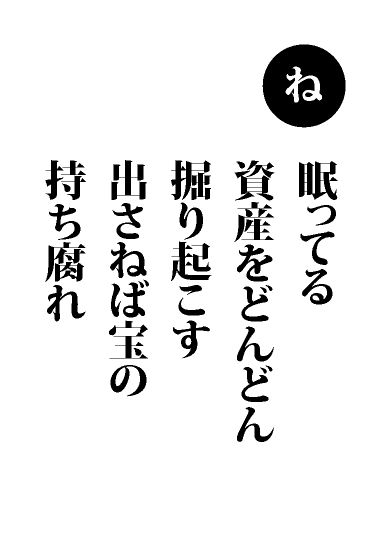 ね
眠ってる
資産をどんどん
掘り起こす
出さねば宝の
持ち腐れ